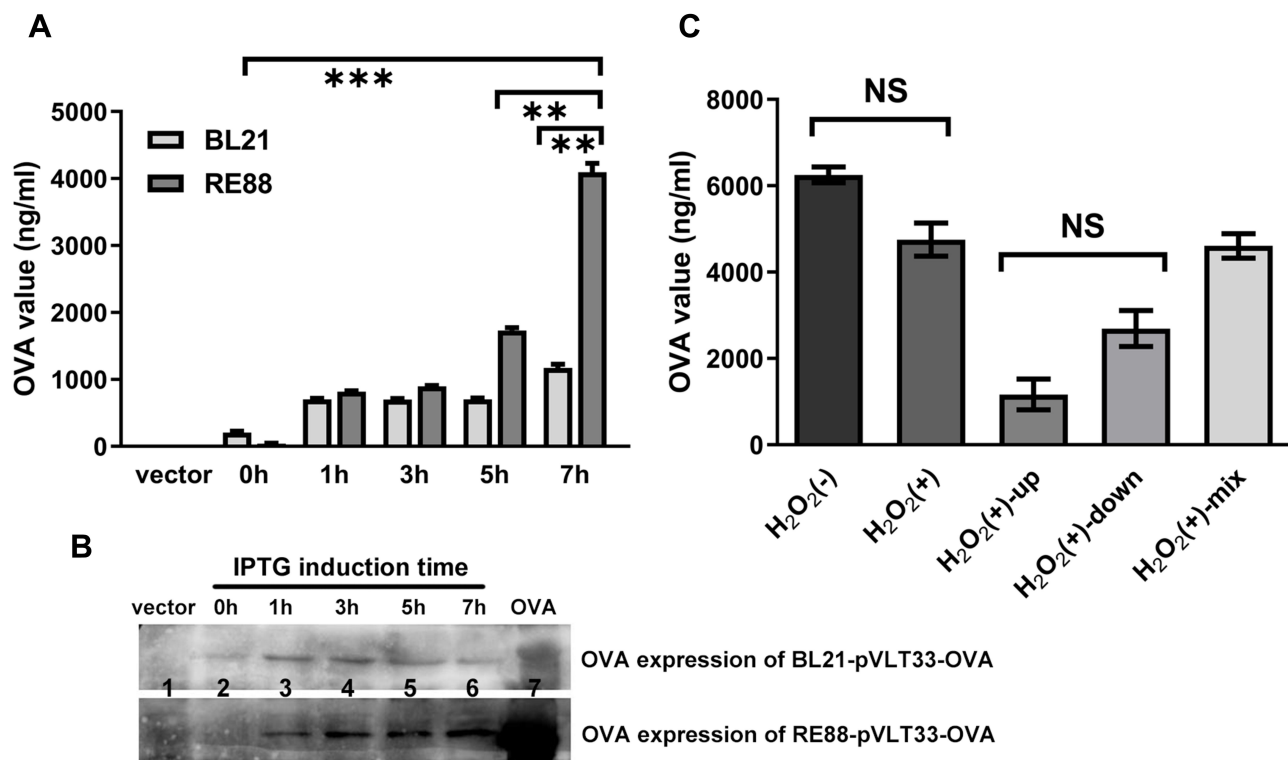 A
***
**
**
5000
4000
3000
2000
1000
0
OVA value (ng/ml)
BL21
RE88
vector 0h 1h 3h 5h 7h
B
IPTG induction time
vector 0h 1h 3h 5h 7h OVA
OVA expression of BL21-pVLT33-OVA
1 2 3 4 5 6 7
OVA expression of RE88-pVLT33-OVA
C
NS
NS
8000
6000
4000
2000
0
OVA value (ng/ml)
H₂O₂(-)
H₂O₂(+)
H₂O₂(+)-up
H₂O₂(+)-down
H₂O₂(+)-mix